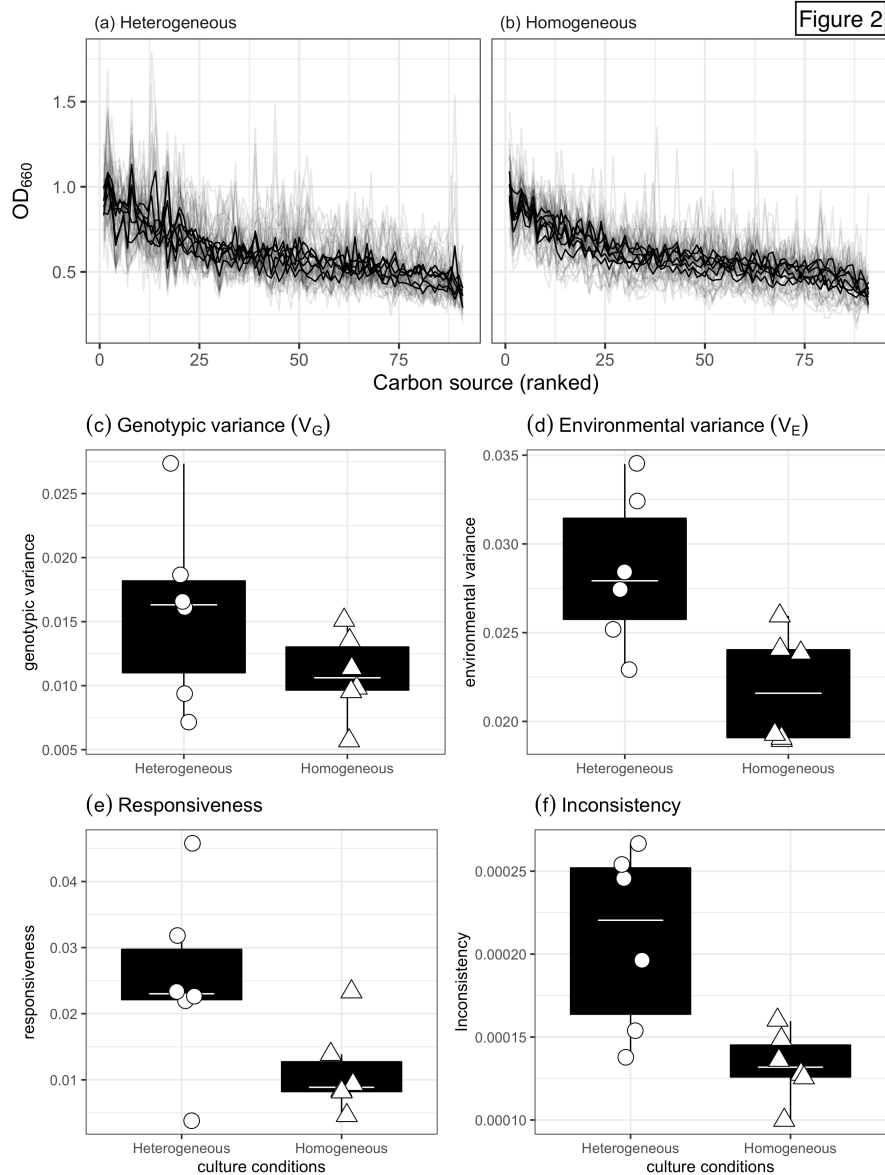 (a) Heterogeneous
(b) Homogeneous
Figure 2
OD660
1.5
1.0
0.5
0 25 50 75
0 25 50 75
Carbon source (ranked)
(c) Genotypic variance (VG)
genotypic variance
0.025
0.020
0.015
0.010
0.005
Heterogeneous Homogeneous
(d) Environmental variance (VE)
environmental variance
0.035
0.030
0.025
0.020
Heterogeneous Homogeneous
(e) Responsiveness
responsiveness
0.04
0.03
0.02
0.01
Heterogeneous Homogeneous
culture conditions
(f) Inconsistency
Inconsistency
0.00025
0.00020
0.00015
0.00010
Heterogeneous Homogeneous
culture conditions